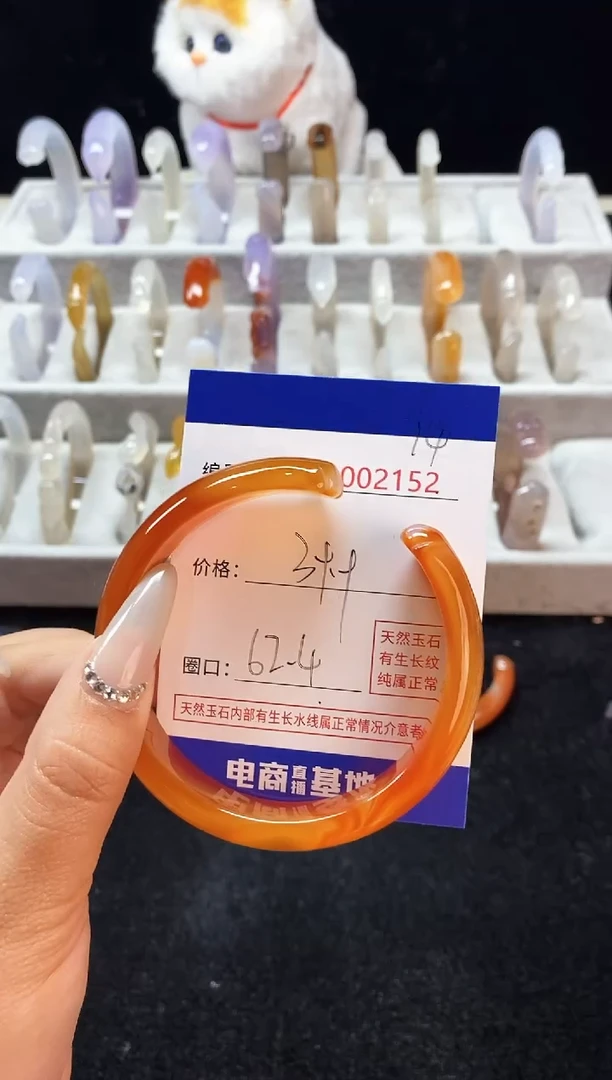 14
002152
价格：
圈口： 62.4
天然玉石
有生长纹
纯属正常
天然玉石内部有生长水线属正常情况介意者
电商直播基地